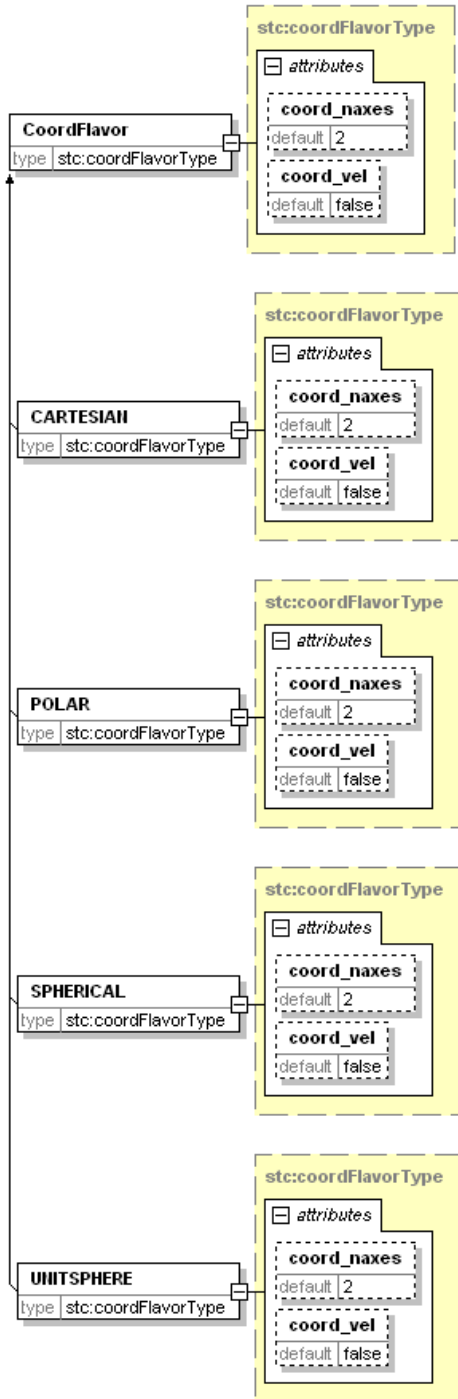 stc:coordFlavorType
attributes
coord_naxes
default 2
coord_vel
default false
CoordFlavor
type stc:coordFlavorType
stc:coordFlavorType
attributes
coord_naxes
default 2
coord_vel
default false
CARTESIAN
type stc:coordFlavorType
stc:coordFlavorType
attributes
coord_naxes
default 2
coord_vel
default false
POLAR
type stc:coordFlavorType
stc:coordFlavorType
attributes
coord_naxes
default 2
coord_vel
default false
SPHERICAL
type stc:coordFlavorType
stc:coordFlavorType
attributes
coord_naxes
default 2
coord_vel
default false
UNITSPHERE
type stc:coordFlavorType